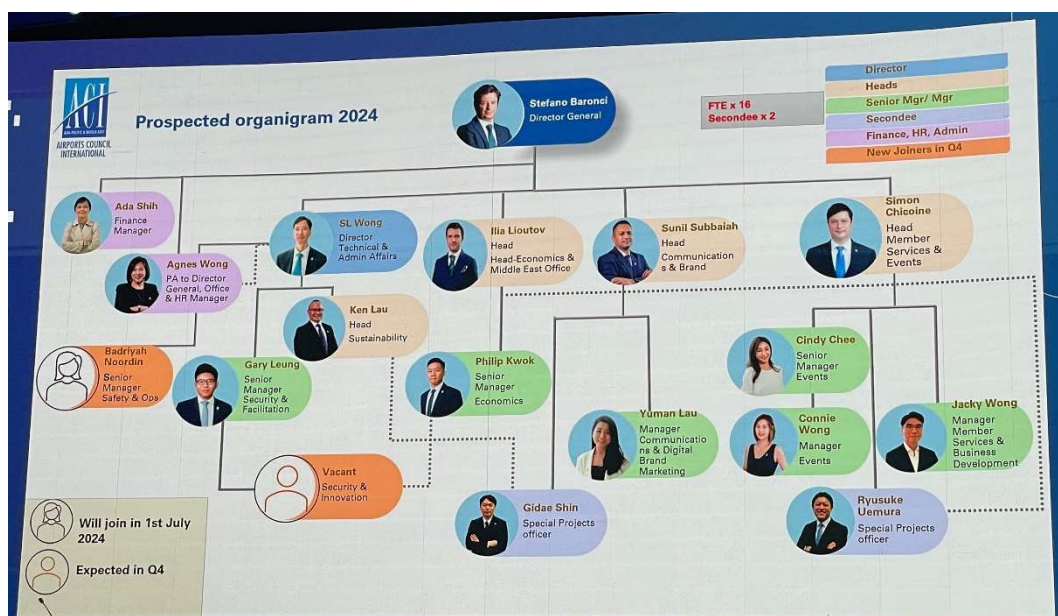 ACI
ASIA-PACIFIC & MIDDLE EAST
AIRPORTS COUNCIL
INTERNATIONAL
Prospected organigram 2024
Stefano Baronci
Director General
FTE x 16
Secondee x 2
Director
Heads
Senior Mgr/ Mgr
Secondee
Finance, HR, Admin
New Joiners in Q4
Ada Shih
Finance
Manager
SL Wong
Director
Technical &
Admin Affairs
Ilia Lioutov
Head
Head-Economics &
Middle East Office
Sunil Subbaiah
Head
Communication
s & Brand
Simon
Chicoine
Head
Member
Services &
Events
Agnes Wong
PA to Director
General, Office
& HR Manager
Ken Lau
Head
Sustainability
Badriyah
Noordin
Senior
Manager
Safety & Ops
Gary Leung
Senior
Manager
Security &
Facilitation
Philip Kwok
Senior
Manager
Economics
Cindy Chee
Senior
Manager
Events
Yuman Lau
Manager
Communicatio
ns & Digital
Brand
Marketing
Connie
Wong
Manager
Events
Jacky Wong
Manager
Member
Services &
Business
Development
Vacant
Security &
Innovation
Gidae Shin
Special Projects
officer
Ryusuke
Uemura
Special Projects
officer
Will join in 1st July
2024
Expected in Q4